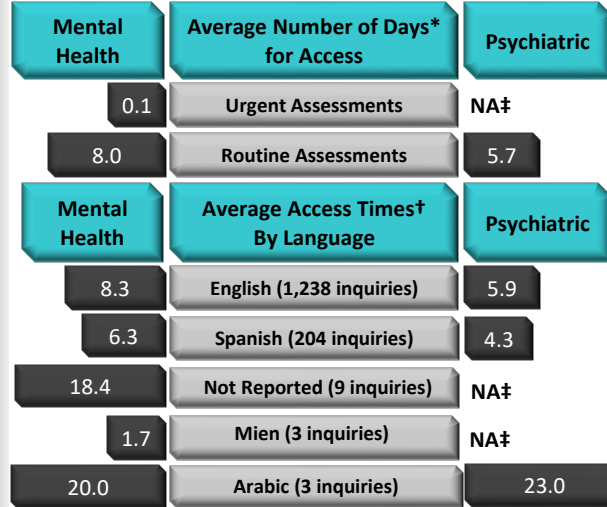 Mental Health
Average Number of Days*
for Access
Psychiatric
0.1 Urgent Assessments NA‡
8.0 Routine Assessments 5.7
Mental Health
Average Access Times†
By Language
Psychiatric
8.3 English (1,238 inquiries) 5.9
6.3 Spanish (204 inquiries) 4.3
18.4 Not Reported (9 inquiries) NA‡
1.7 Mien (3 inquiries) NA‡
20.0 Arabic (3 inquiries) 23.0